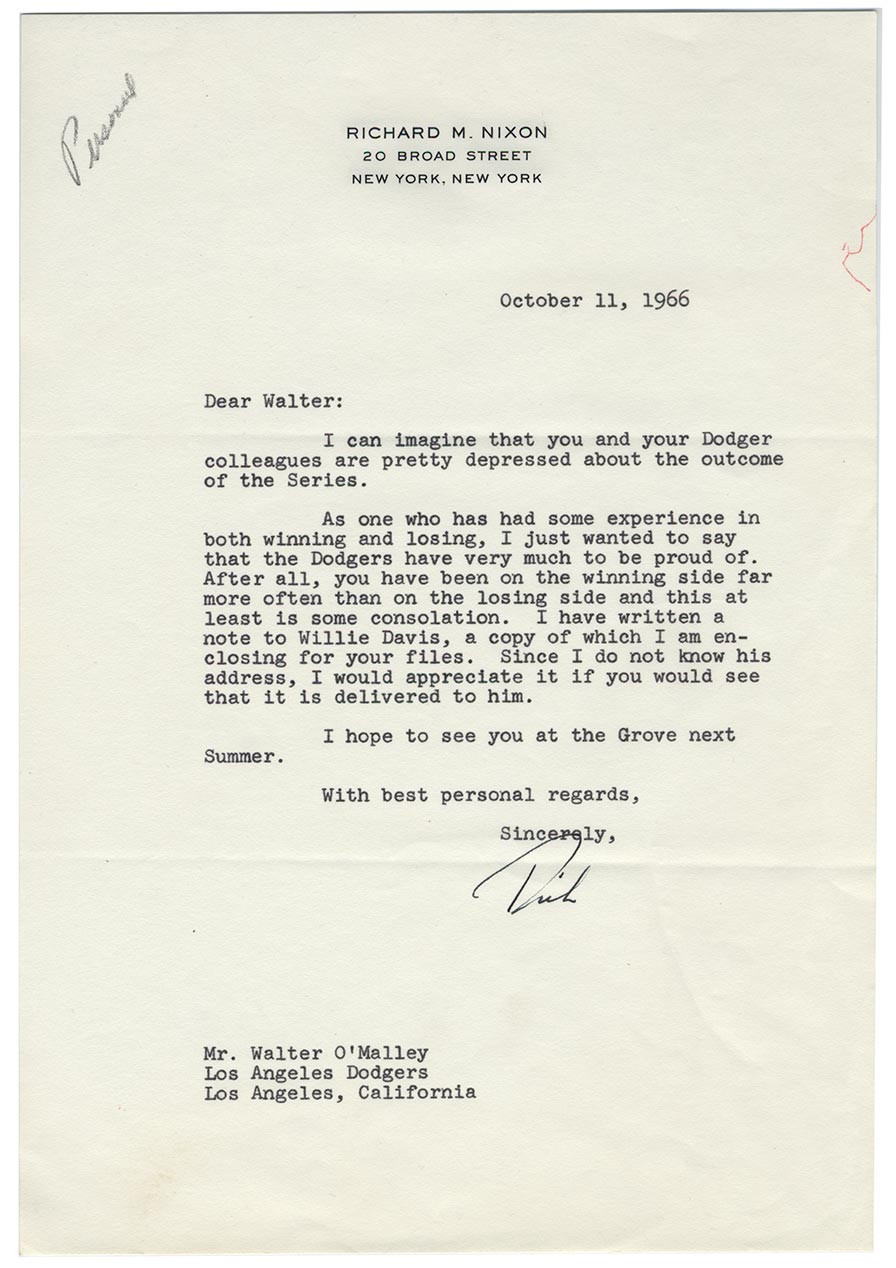 Personal
RICHARD M. NIXON
20 BROAD STREET
NEW YORK, NEW YORK
October 11, 1966
Dear Walter:
I can imagine that you and your Dodger
colleagues are pretty depressed about the outcome
of the Series.
As one who has had some experience in
both winning and losing, I just wanted to say
that the Dodgers have very much to be proud of.
After all, you have been on the winning side far
more often than on the losing side and this at
least is some consolation.  I have written a
note to Willie Davis, a copy of which I am en-
closing for your files.  Since I do not know his
address, I would appreciate it if you would see
that it is delivered to him.
I hope to see you at the Grove next
Summer.
With best personal regards,
Sincerely,
Dick
Mr. Walter O'Malley
Los Angeles Dodgers
Los Angeles, California